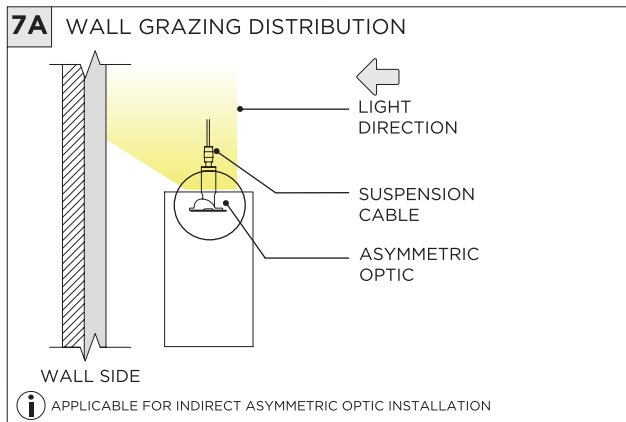 7A WALL GRAZING DISTRIBUTION
LIGHT
DIRECTION
SUSPENSION
CABLE
ASYMMETRIC
OPTIC
WALL SIDE
i APPLICABLE FOR INDIRECT ASYMMETRIC OPTIC INSTALLATION